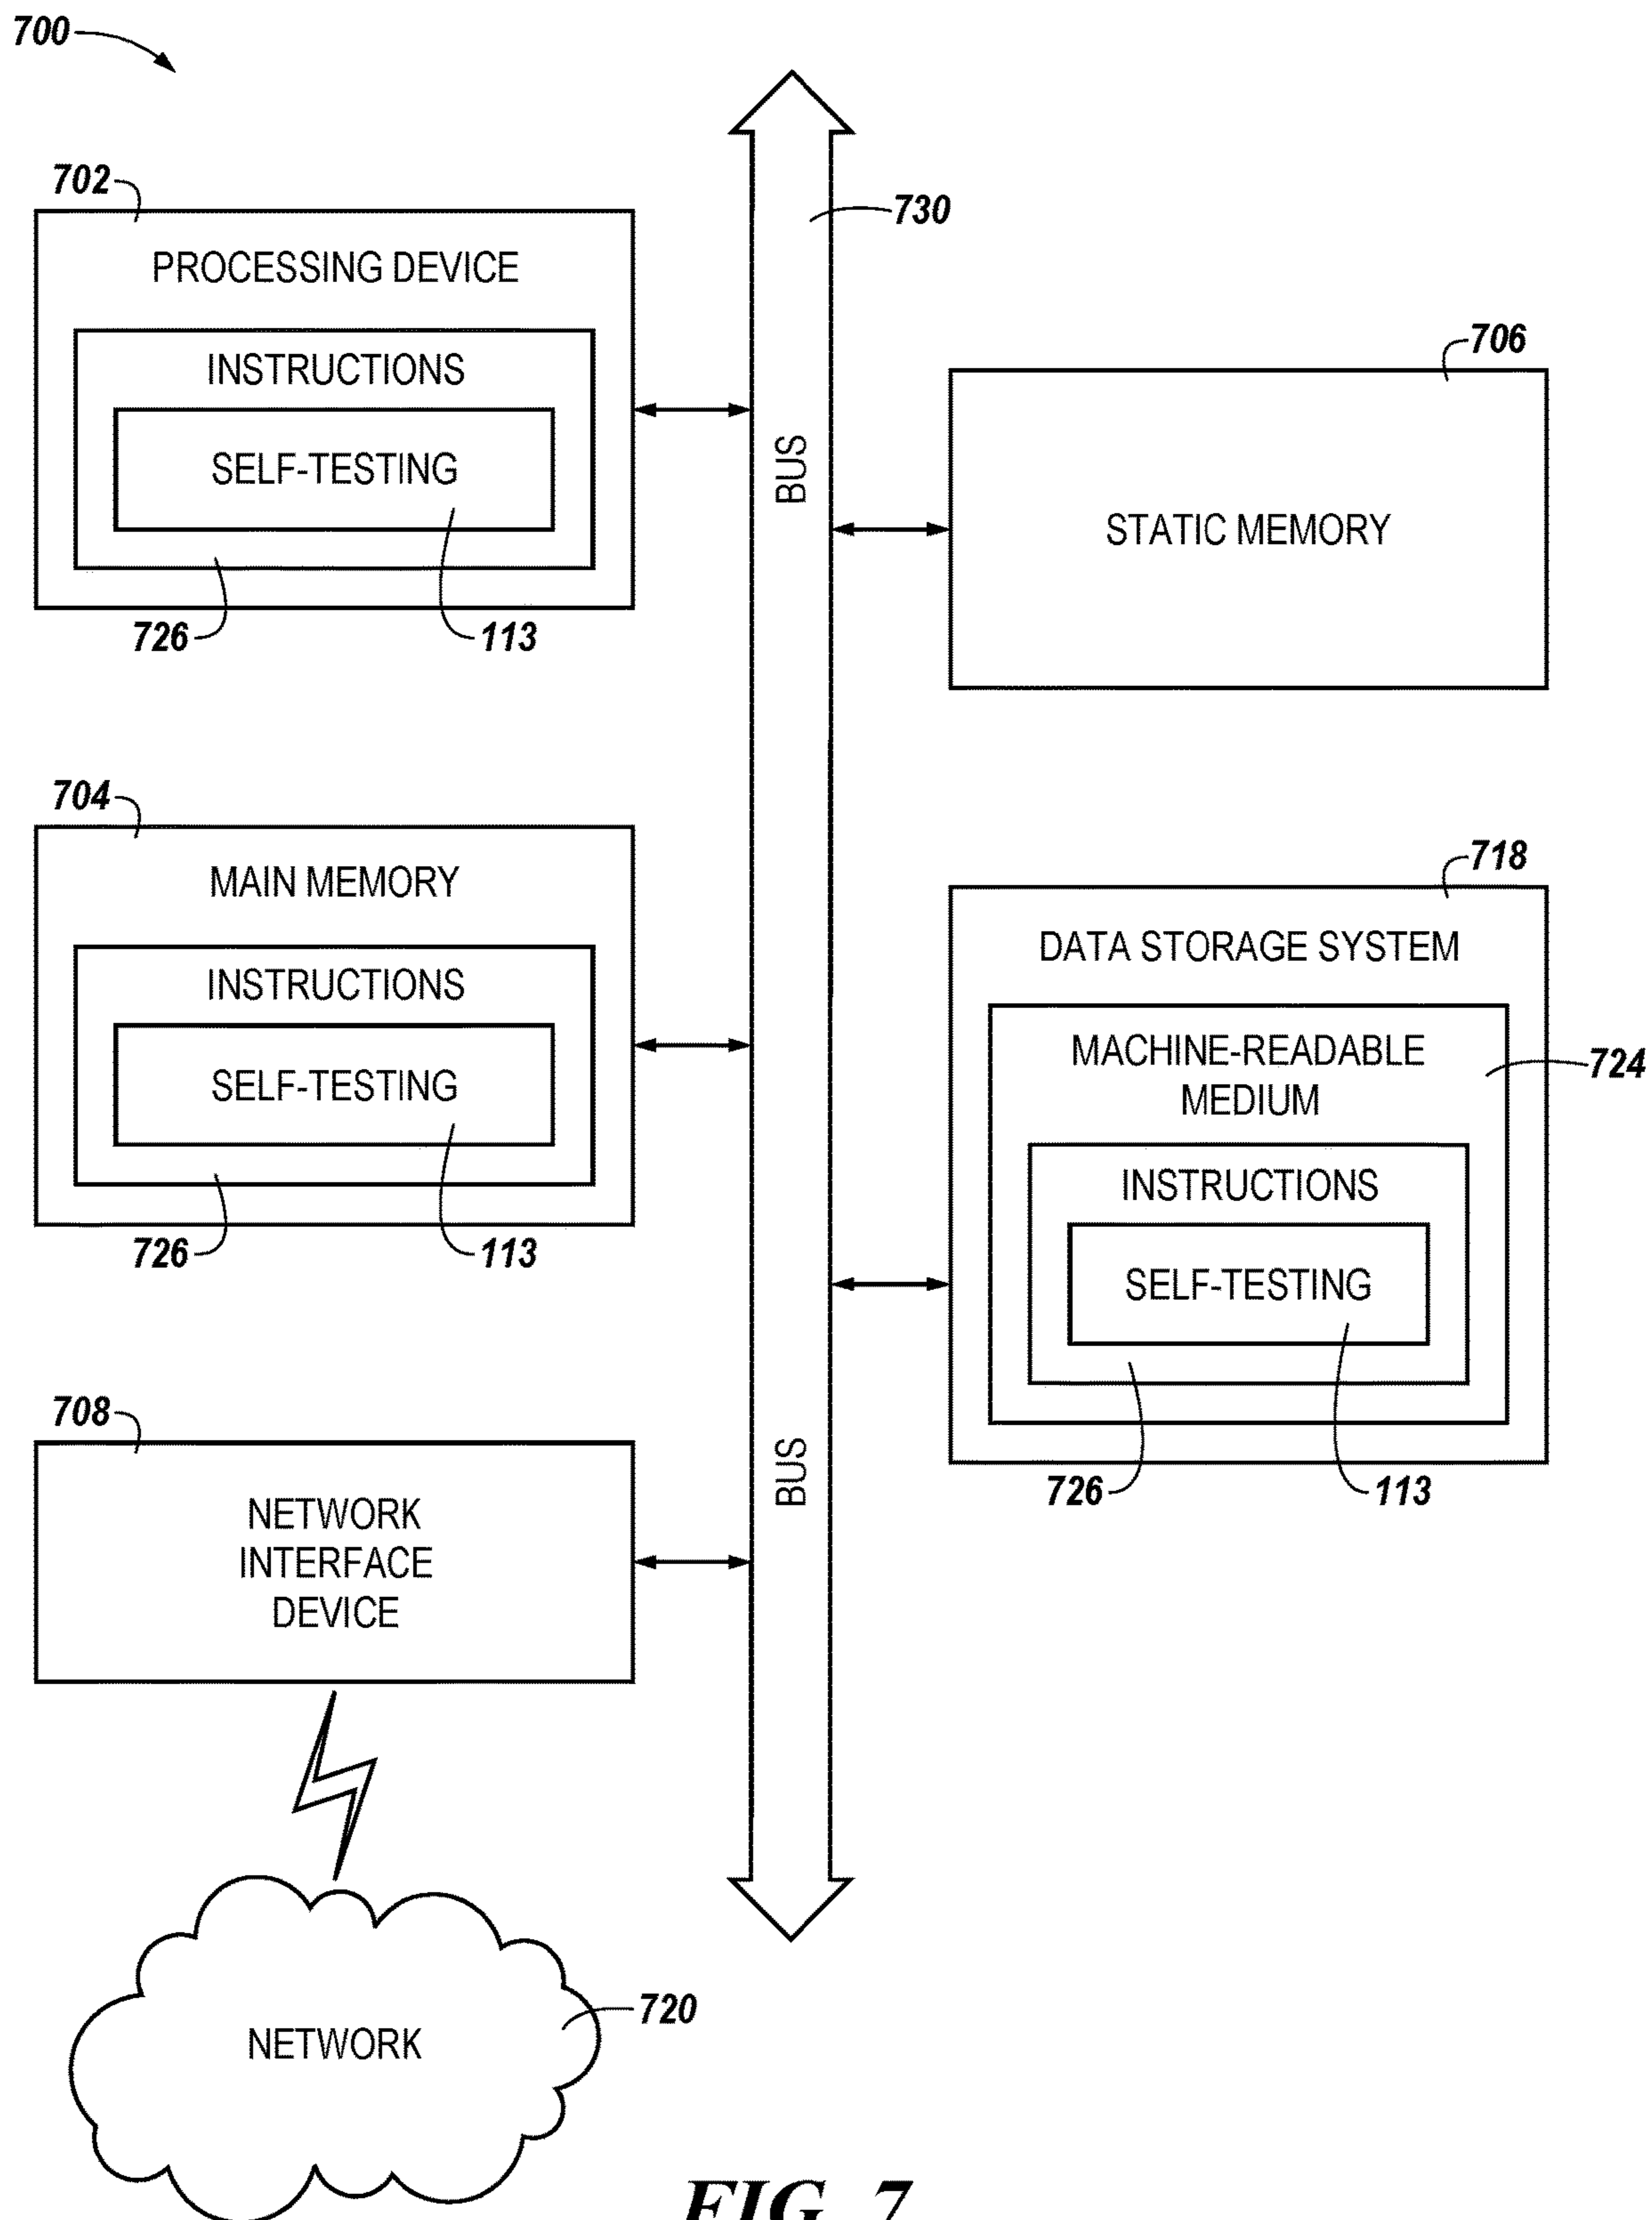 700
702
PROCESSING DEVICE
INSTRUCTIONS
SELF-TESTING
726
113
730
BUS
706
STATIC MEMORY
704
MAIN MEMORY
INSTRUCTIONS
SELF-TESTING
726
113
718
DATA STORAGE SYSTEM
MACHINE-READABLE
MEDIUM
724
INSTRUCTIONS
SELF-TESTING
726
113
708
NETWORK
INTERFACE
DEVICE
BUS
NETWORK
720
FIG. 7